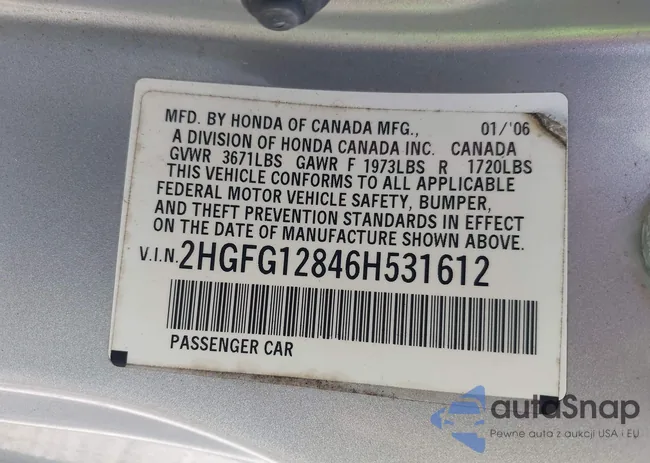 MFD. BY HONDA OF CANADA MFG., 01/'06
A DIVISION OF HONDA CANADA INC. CANADA
GVWR 3671LBS GAWR F 1973LBS R 1720LBS
THIS VEHICLE CONFORMS TO ALL APPLICABLE
FEDERAL MOTOR VEHICLE SAFETY, BUMPER,
AND THEFT PREVENTION STANDARDS IN EFFECT
ON THE DATE OF MANUFACTURE SHOWN ABOVE.
V.I.N. 2HGFG12846H531612
PASSENGER CAR
autaSnap
Pewne auta z aukcji USA i EU